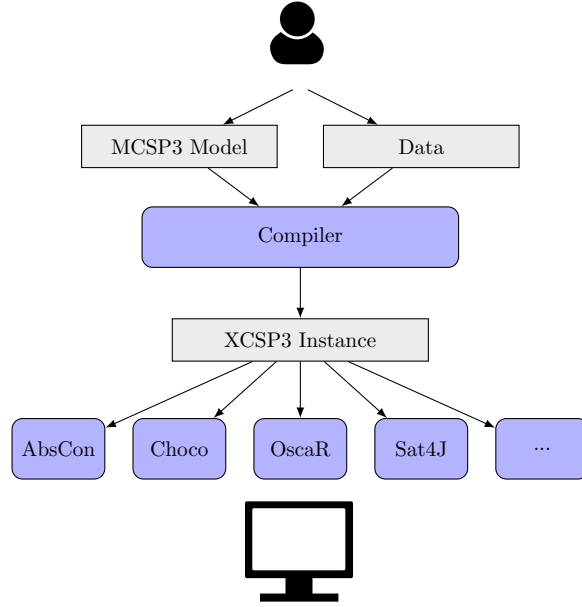 MCSP3 Model
Data
Compiler
XCSP3 Instance
AbsCon
Choco
OscaR
Sat4J
...